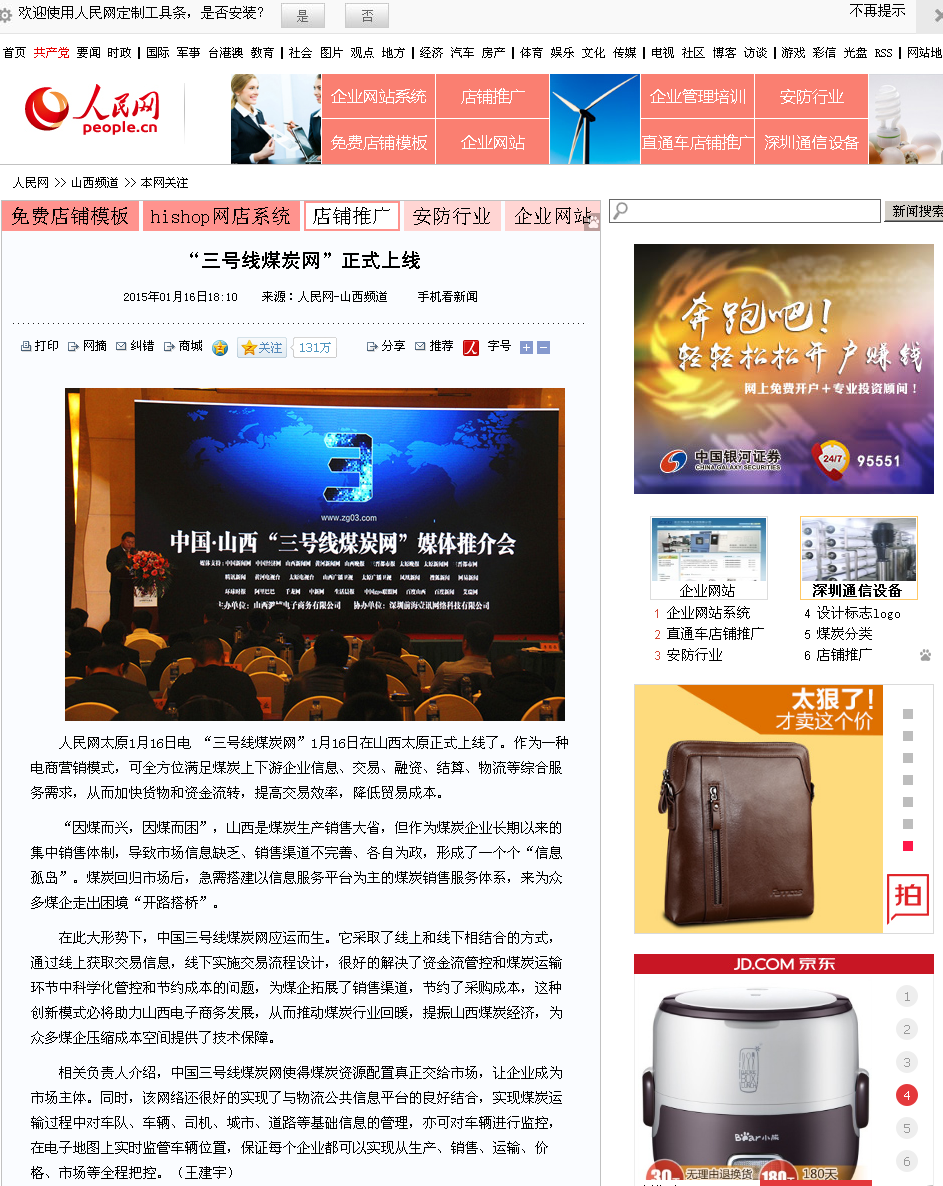 欢迎使用人民网定制工具条，是否安装？ 是 否 不再提示
首页 共产党 要闻 时政 | 国际 军事 台港澳 教育 | 社会 图片 观点 地方 | 经济 汽车 房产 | 体育 娱乐 文化 传媒 | 电视 社区 博客 访谈 | 游戏 彩信 光盘 RSS | 网站地
人民网
people.cn
企业网站系统 店铺推广 企业管理培训 安防行业
免费店铺模板 企业网站 直通车店铺推广 深圳通信设备
人民网 >> 山西频道 >> 本网关注
免费店铺模板 hishop网店系统 店铺推广 安防行业 企业网站
新闻搜索
“三号线煤炭网”正式上线
2015年01月16日18:10 来源：人民网-山西频道 手机看新闻
打印 网摘 纠错 商城 关注 131万 分享 推荐 人 字号 + −
3
www.zg03.com
中国·山西“三号线煤炭网”媒体推介会
协办单位：深圳前海壹讯网络科技有限公司
人民网太原1月16日电 “三号线煤炭网”1月16日在山西太原正式上线了。作为一种
电商营销模式，可全方位满足煤炭上下游企业信息、交易、融资、结算、物流等综合服
务需求，从而加快货物和资金流转，提高交易效率，降低贸易成本。
“因煤而兴，因煤而困”，山西是煤炭生产销售大省，但作为煤炭企业长期以来的
集中销售体制，导致市场信息缺乏、销售渠道不完善、各自为政，形成了一个个“信息
孤岛”。煤炭回归市场后，急需搭建以信息服务平台为主的煤炭销售服务体系，来为众
多煤企走出困境“开路搭桥”。
在此大形势下，中国三号线煤炭网应运而生。它采取了线上和线下相结合的方式，
通过线上获取交易信息，线下实施交易流程设计，很好的解决了资金流管控和煤炭运输
环节中科学化管控和节约成本的问题，为煤企拓展了销售渠道，节约了采购成本，这种
创新模式必将助力山西电子商务发展，从而推动煤炭行业回暖，提振山西煤炭经济，为
众多煤企压缩成本空间提供了技术保障。
相关负责人介绍，中国三号线煤炭网使得煤炭资源配置真正交给市场，让企业成为
市场主体。同时，该网络还很好的实现了与物流公共信息平台的良好结合，实现煤炭运
输过程中对车队、车辆、司机、城市、道路等基础信息的管理，亦可对车辆进行监控，
在电子地图上实时监管车辆位置，保证每个企业都可以实现从生产、销售、运输、价
格、市场等全程把控。（王建宇）
奔跑吧！
轻轻松松开户赚钱
网上免费开户+专业投资顾问！
中国银河证券
CHINA GALAXY SECURITIES
24/7 95551
企业网站 深圳通信设备
1 企业网站系统 4 设计标志logo
2 直通车店铺推广 5 煤炭分类
3 安防行业 6 店铺推广
太狠了！
才卖这个价
拍
JD.COM 京东
1
2
3
4
5
6
Bear小熊
30天 无理由退换货 180天 180天